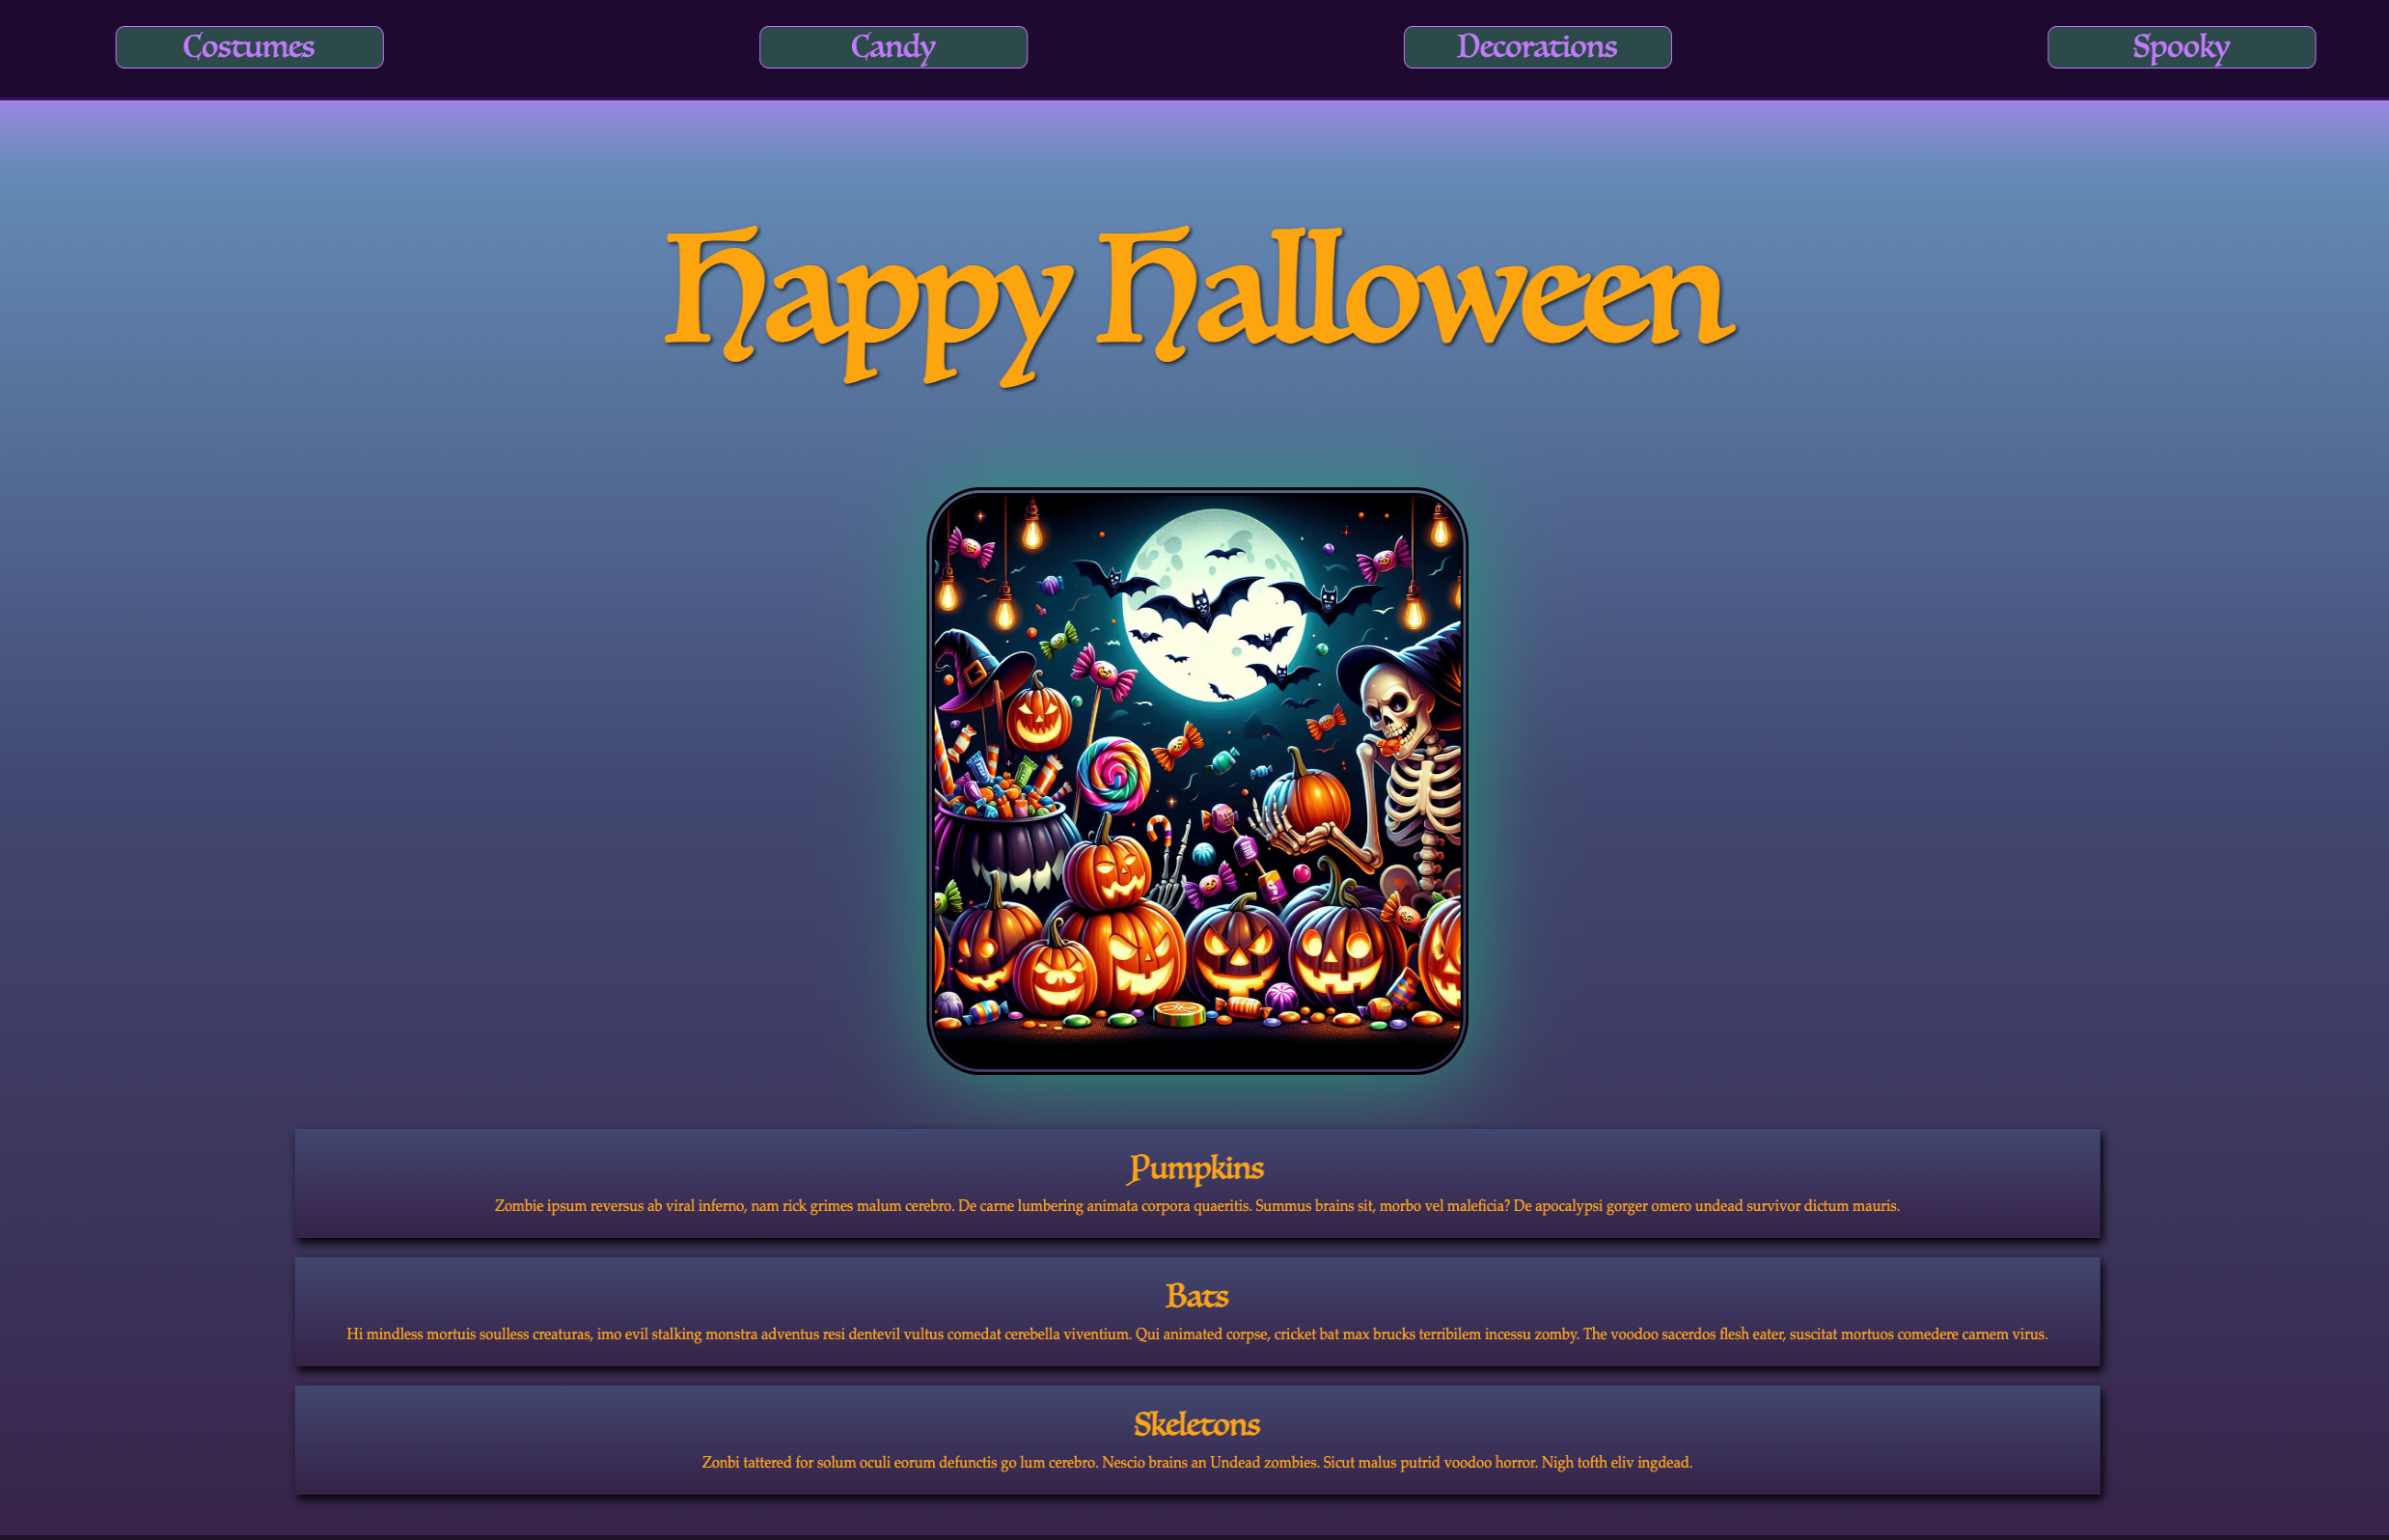 Costumes
Candy
Decorations
Spooky
Happy Halloween
Pumpkins
Zombie ipsum reversus ab viral inferno, nam rick grimes malum cerebro. De carne lumbering animata corpora quaeritis. Summus brains sit, morbo vel maleficia? De apocalypsi gorger omero undead survivor dictum mauris.
Bats
Hi mindless mortuis soulless creaturas, imo evil stalking monstra adventus resi dentevil vultus comedat cerebella viventium. Qui animated corpse, cricket bat max brucks terribilem incessu zomby. The voodoo sacerdos flesh eater, suscitat mortuos comedere carnem virus.
Skeletons
Zonbi tattered for solum oculi eorum defunctis go lum cerebro. Nescio brains an Undead zombies. Sicut malus putrid voodoo horror. Nigh tofth eliv ingdead.